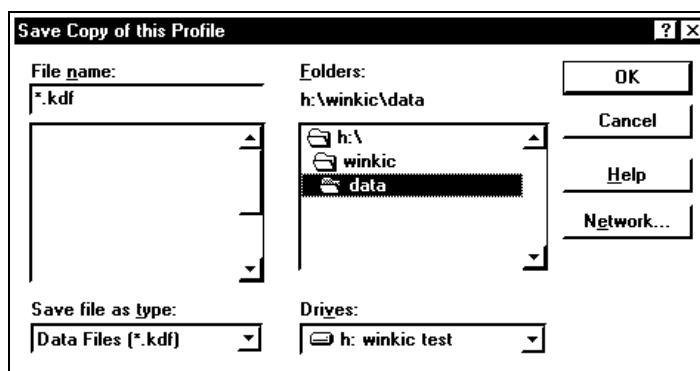 Save Copy of this Profile
File name:
*.kdf
Folders:
h:\winkic\data
h:\
winkic
data
OK
Cancel
Help
Network...
Save file as type:
Data Files (*.kdf)
Drives:
h: winkic test